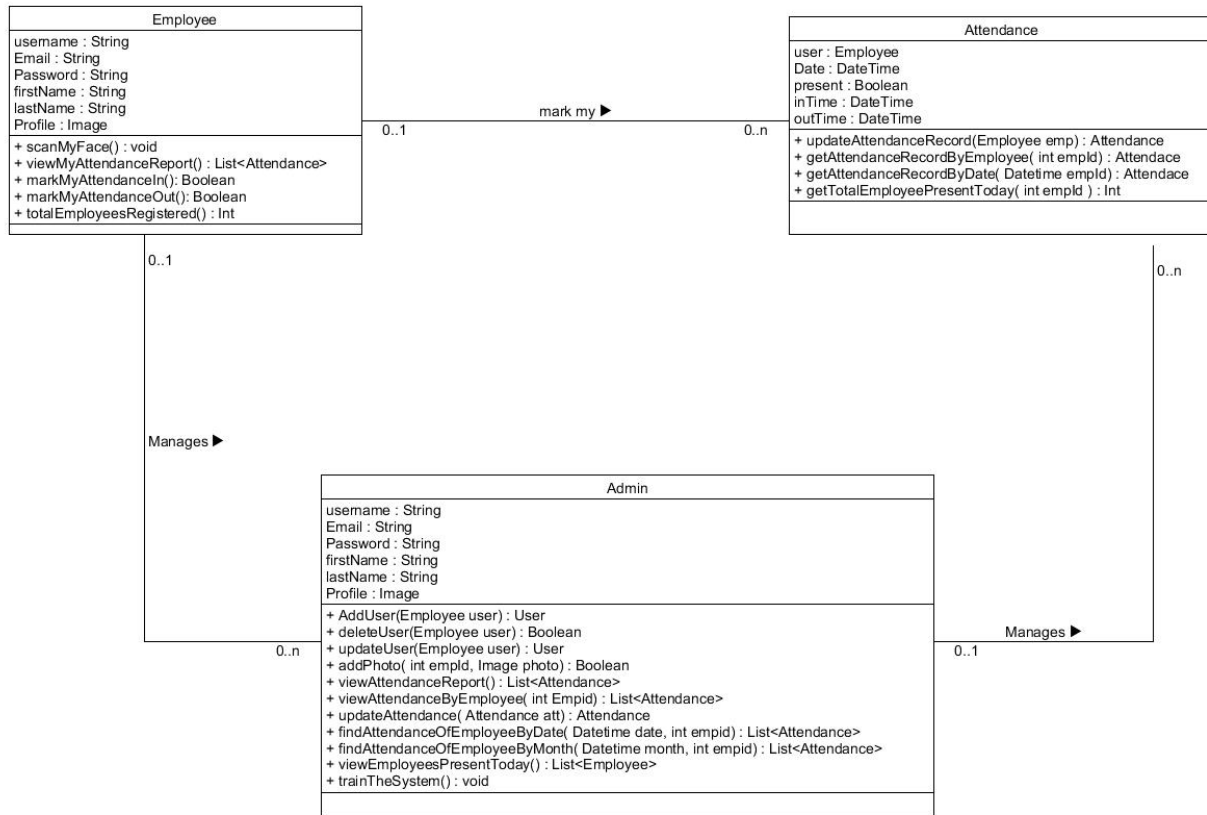 Employee
username : String
Email : String
Password : String
firstName : String
lastName : String
Profile : Image
+ scanMyFace() : void
+ viewMyAttendanceReport() : List<Attendance>
+ markMyAttendanceIn(): Boolean
+ markMyAttendanceOut(): Boolean
+ totalEmployeesRegistered() : Int
mark my ▶
0..1
0..n
Attendance
user : Employee
Date : DateTime
present : Boolean
inTime : DateTime
outTime : DateTime
+ updateAttendanceRecord(Employee emp) : Attendance
+ getAttendanceRecordByEmployee( int empId) : Attendace
+ getAttendanceRecordByDate( Datetime empId) : Attendace
+ getTotalEmployeePresentToday( int empId ) : Int
0..1
0..n
Manages ▶
Admin
username : String
Email : String
Password : String
firstName : String
lastName : String
Profile : Image
+ AddUser(Employee user) : User
+ deleteUser(Employee user) : Boolean
+ updateUser(Employee user) : User
+ addPhoto( int empId, Image photo) : Boolean
+ viewAttendanceReport() : List<Attendance>
+ viewAttendanceByEmployee( int Empid) : List<Attendance>
+ updateAttendance( Attendance att) : Attendance
+ findAttendanceOfEmployeeByDate( Datetime date, int empid) : List<Attendance>
+ findAttendanceOfEmployeeByMonth( Datetime month, int empid) : List<Attendance>
+ viewEmployeesPresentToday() : List<Employee>
+ trainTheSystem() : void
0..n
Manages ▶
0..1